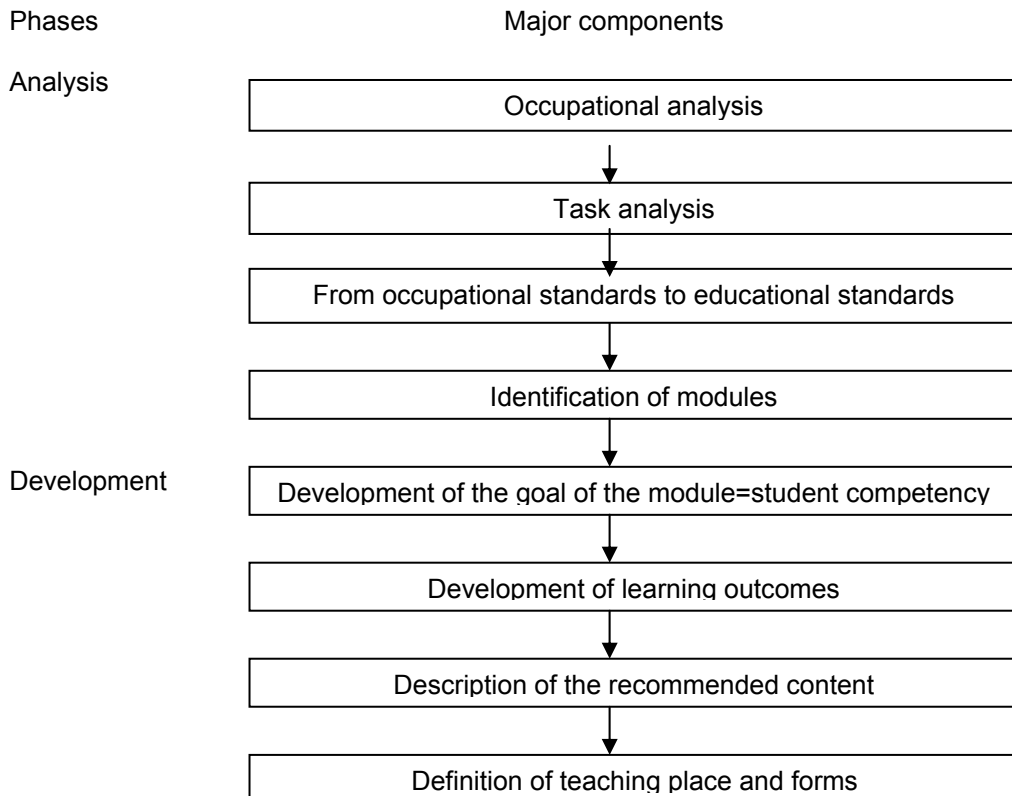 Phases Major components
Analysis
Occupational analysis
Task analysis
From occupational standards to educational standards
Identification of modules
Development
Development of the goal of the module=student competency
Development of learning outcomes
Description of the recommended content
Definition of teaching place and forms